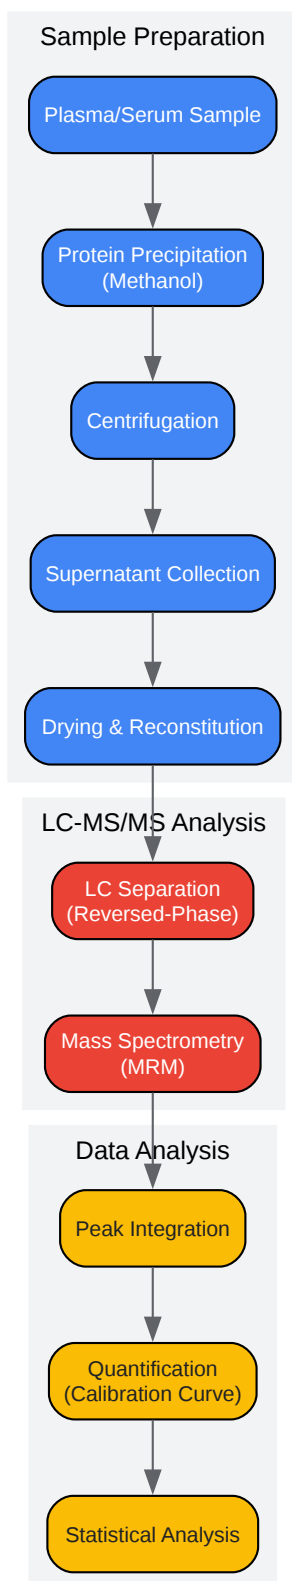 Sample Preparation
Plasma/Serum Sample
Protein Precipitation
(Methanol)
Centrifugation
Supernatant Collection
Drying & Reconstitution
LC-MS/MS Analysis
LC Separation
(Reversed-Phase)
Mass Spectrometry
(MRM)
Data Analysis
Peak Integration
Quantification
(Calibration Curve)
Statistical Analysis